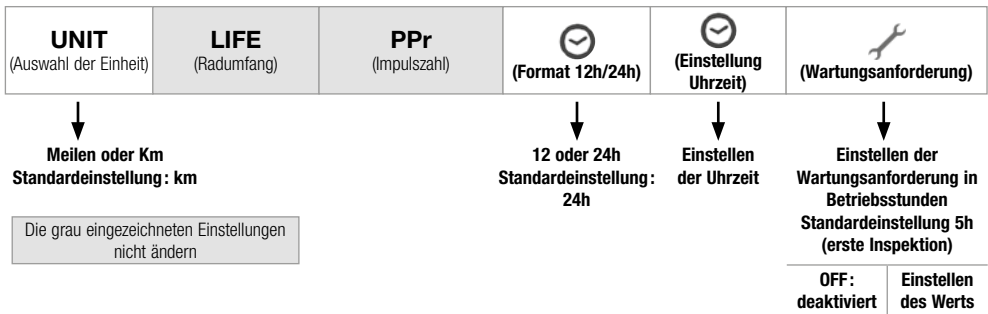 UNIT
(Auswahl der Einheit)
LIFE
(Radumfang)
PPr
(Impulszahl)
(Format 12h/24h)
(Einstellung
Uhrzeit)
(Wartungsanforderung)
Meilen oder Km
Standardeinstellung: km
12 oder 24h
Standardeinstellung:
24h
Einstellen
der Uhrzeit
Einstellen der
Wartungsanforderung in
Betriebsstunden
Standardeinstellung 5h
(erste Inspektion)
OFF:
deaktiviert
Einstellen
des Werts
Die grau eingezeichneten Einstellungen
nicht ändern